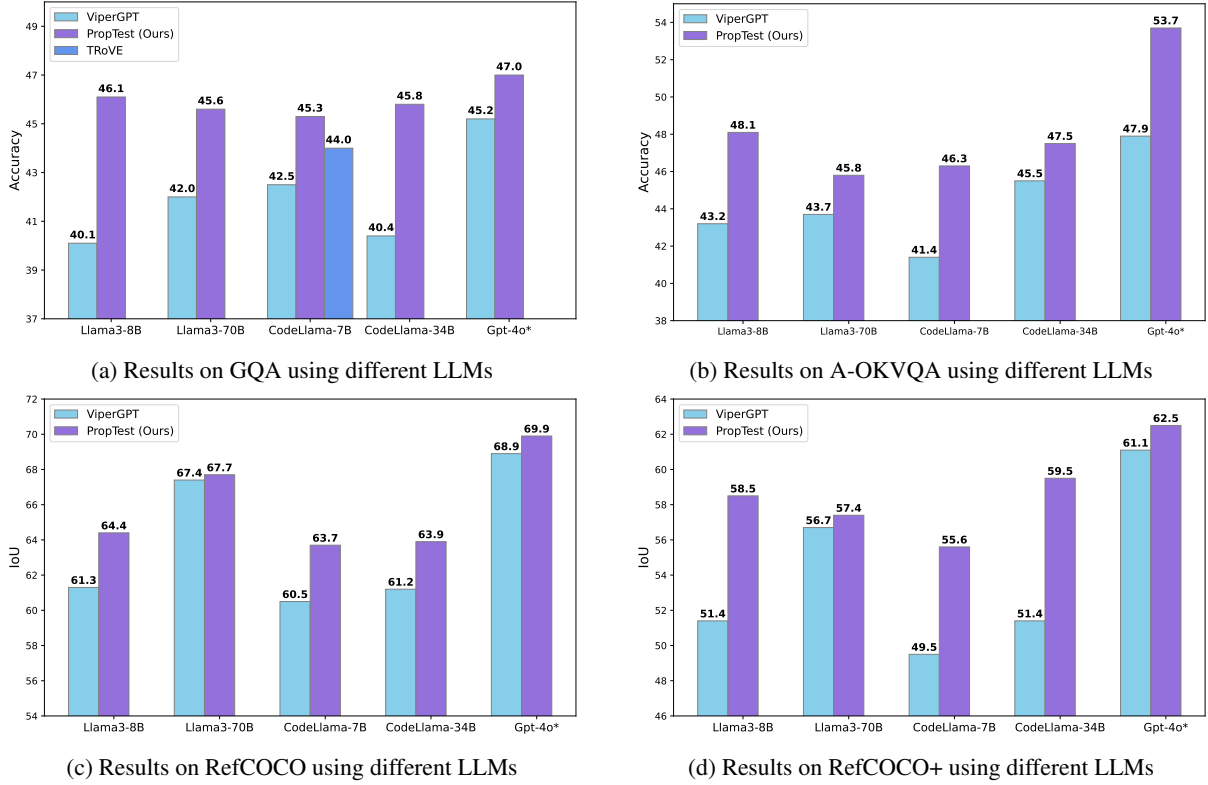 ViperGPT
PropTest (Ours)
TRoVE
49
47
45
43
41
39
37
Accuracy
40.1
46.1
42.0
45.6
42.5
45.3
44.0
40.4
45.8
45.2
47.0
Llama3-8B
Llama3-70B
CodeLlama-7B
CodeLlama-34B
Gpt-4o*
(a) Results on GQA using different LLMs
ViperGPT
PropTest (Ours)
54
52
50
48
46
44
42
40
38
Accuracy
43.2
48.1
43.7
45.8
41.4
46.3
45.5
47.5
47.9
53.7
Llama3-8B
Llama3-70B
CodeLlama-7B
CodeLlama-34B
Gpt-4o*
(b) Results on A-OKVQA using different LLMs
ViperGPT
PropTest (Ours)
72
70
68
66
64
62
60
58
56
54
IoU
61.3
64.4
67.4
67.7
60.5
63.7
61.2
63.9
68.9
69.9
Llama3-8B
Llama3-70B
CodeLlama-7B
CodeLlama-34B
Gpt-4o*
(c) Results on RefCOCO using different LLMs
ViperGPT
PropTest (Ours)
64
62
60
58
56
54
52
50
48
46
IoU
51.4
58.5
56.7
57.4
49.5
55.6
51.4
59.5
61.1
62.5
Llama3-8B
Llama3-70B
CodeLlama-7B
CodeLlama-34B
Gpt-4o*
(d) Results on RefCOCO+ using different LLMs